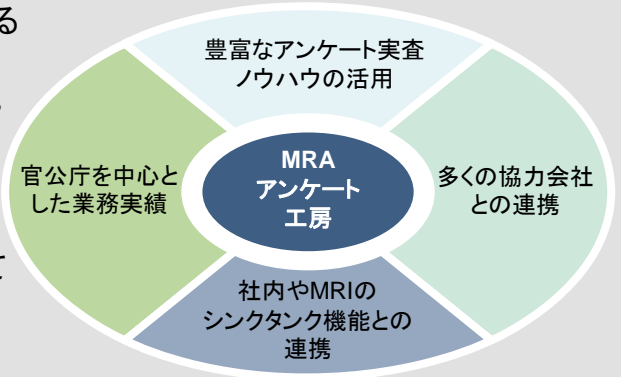 る
豊富なアンケート実査
ノウハウの活用
官公庁を中心と
した業務実績
MRA
アンケート
工房
多くの協力会社
との連携
て
社内やMRIの
シンクタンク機能との
連携